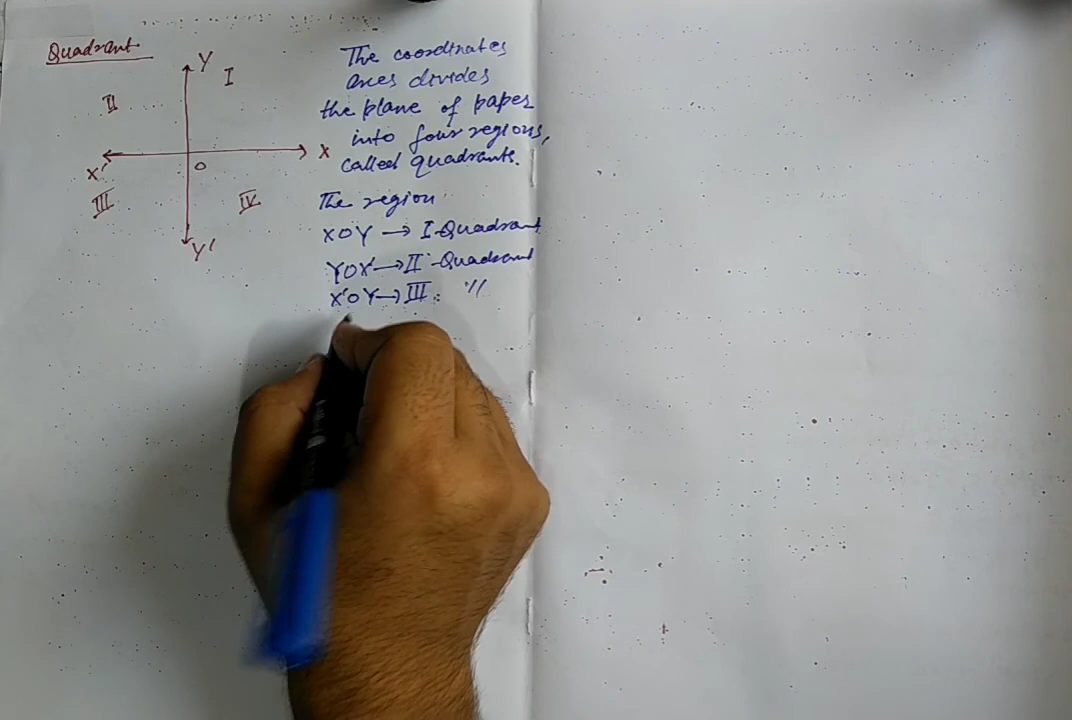 Quadrant
Y
I
II
X'
O
X
III
IV
Y'
The coordinates
axes divides
the plane of paper
into four regions,
called quadrants.
The region
XOY → I-Quadrant
YOX' → II-Quadrant
X'OY → III "